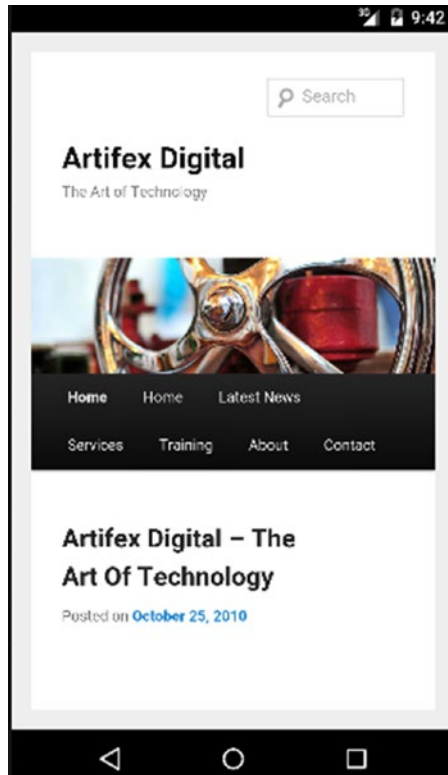 3G 9:42
Search
Artifex Digital
The Art of Technology
Home Home Latest News
Services Training About Contact
Artifex Digital – The
Art Of Technology
Posted on October 25, 2010